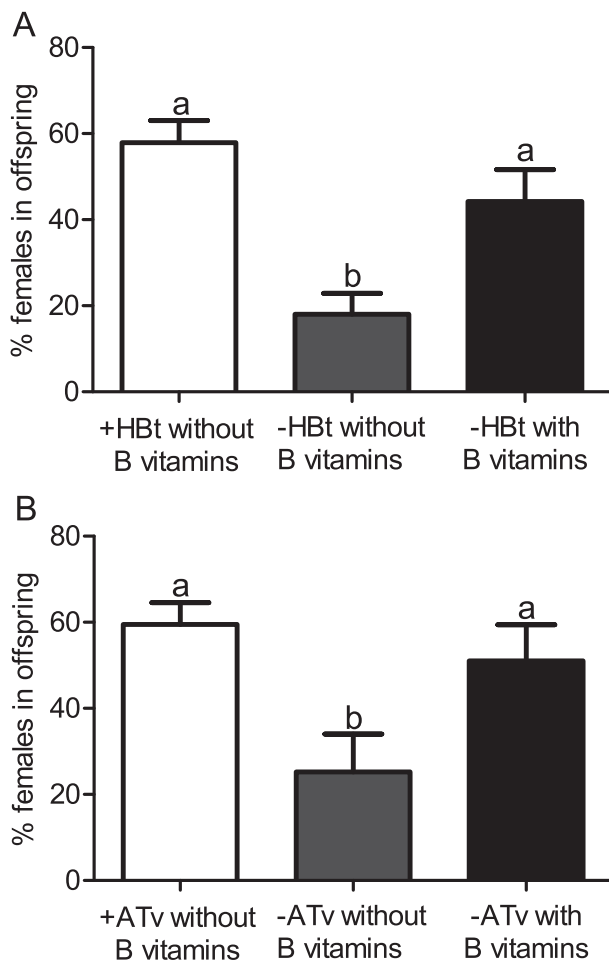 A
% females in offspring
80
60
40
20
0
a
b
a
+HBt without
B vitamins
-HBt without
B vitamins
-HBt with
B vitamins
B
% females in offspring
80
60
40
20
0
a
b
a
+ATv without
B vitamins
-ATv without
B vitamins
-ATv with
B vitamins